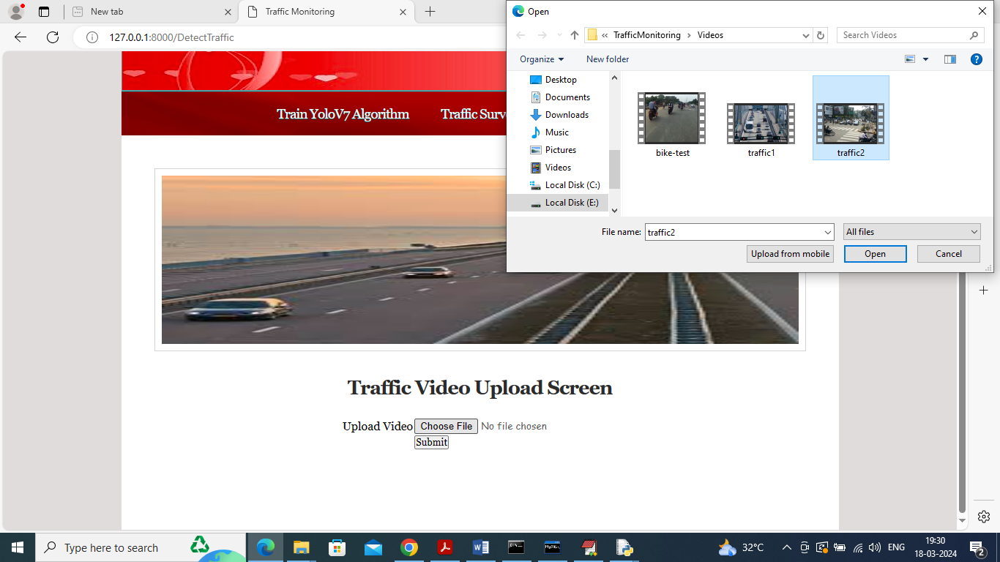 New tab
Traffic Monitoring
127.0.0.1:8000/DetectTraffic
Train YoloV7 Algorithm
Traffic Surv
Open
« TrafficMonitoring > Videos
Search Videos
Organize
New folder
Desktop
Documents
Downloads
Music
Pictures
Videos
Local Disk (C:)
Local Disk (E:)
bike-test
traffic1
traffic2
File name:
traffic2
All files
Upload from mobile
Open
Cancel
Traffic Video Upload Screen
Upload Video
Choose File
No file chosen
Submit
Type here to search
32°C
ENG
19:30
18-03-2024
2